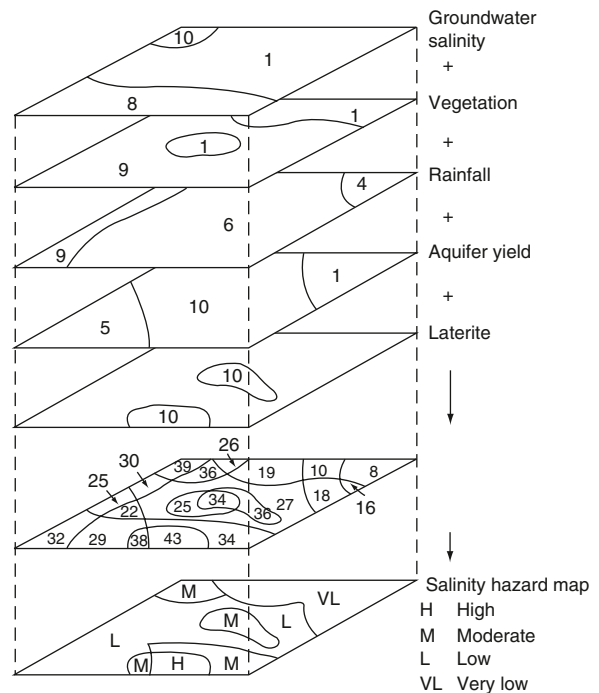 Groundwater
salinity
+
10
1
8
Vegetation
+
1
1
9
Rainfall
+
4
6
9
Aquifer yield
+
1
10
5
Laterite
10
10
26
30
25
39
36
19
10
8
16
22
25
34
36
27
18
32
29
38
43
34
Salinity hazard map
H High
M Moderate
L Low
VL Very low
M
VL
M
L
L
M
H
M